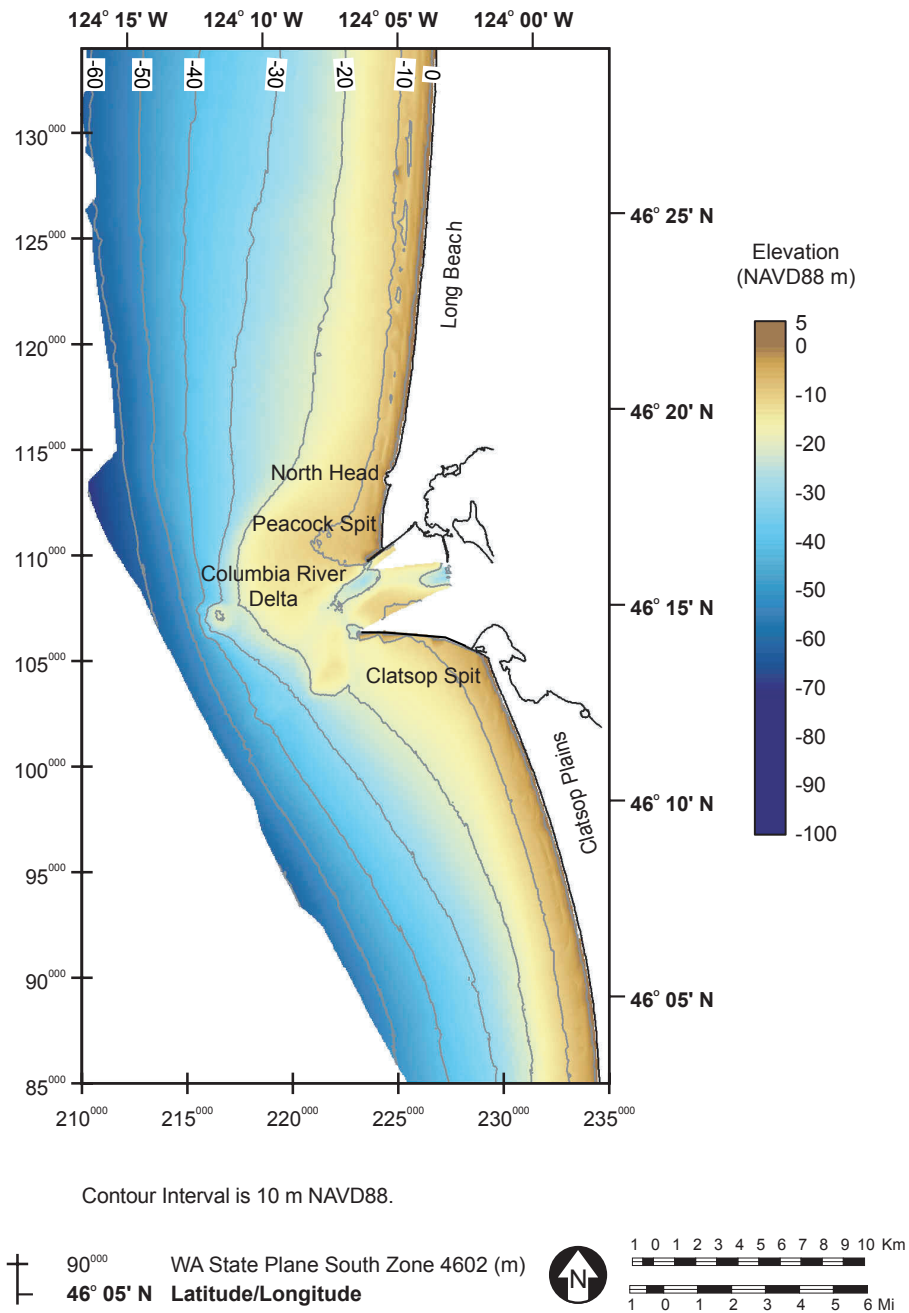 124° 15' W 124° 10' W 124° 05' W 124° 00' W
-60 -50 -40 -30 -20 -10 0
130000
125000
120000
115000
110000
105000
100000
95000
90000
85000
46° 25' N
46° 20' N
46° 15' N
46° 10' N
46° 05' N
Long Beach
North Head
Peacock Spit
Columbia River
Delta
Clatsop Spit
Clatsop Plains
210000 215000 220000 225000 230000 235000
Elevation
(NAVD88 m)
5
0
-10
-20
-30
-40
-50
-60
-70
-80
-90
-100
Contour Interval is 10 m NAVD88.
90000 WA State Plane South Zone 4602 (m)
46° 05' N Latitude/Longitude
N
1 0 1 2 3 4 5 6 7 8 9 10 Km
1 0 1 2 3 4 5 6 Mi